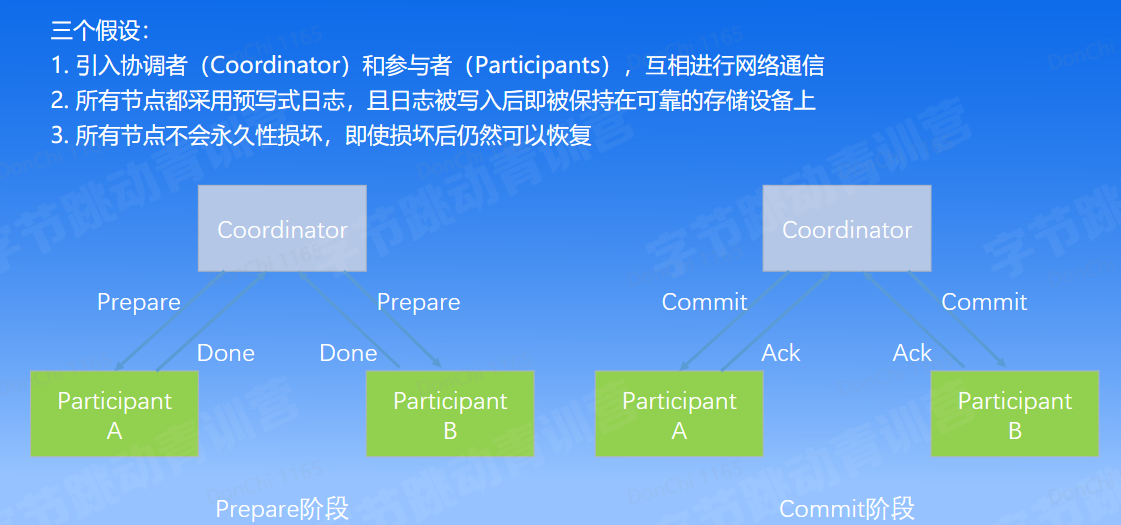 三个假设：
1. 引入协调者（Coordinator）和参与者（Participants），互相进行网络通信
2. 所有节点都采用预写式日志，且日志被写入后即被保持在可靠的存储设备上
3. 所有节点不会永久性损坏，即使损坏后仍然可以恢复
Coordinator
Coordinator
Prepare
Prepare
Commit
Commit
Done
Done
Ack
Ack
Participant
A
Participant
B
Participant
A
Participant
B
Prepare阶段
Commit阶段
字节跳动青训营
DonChi 1165